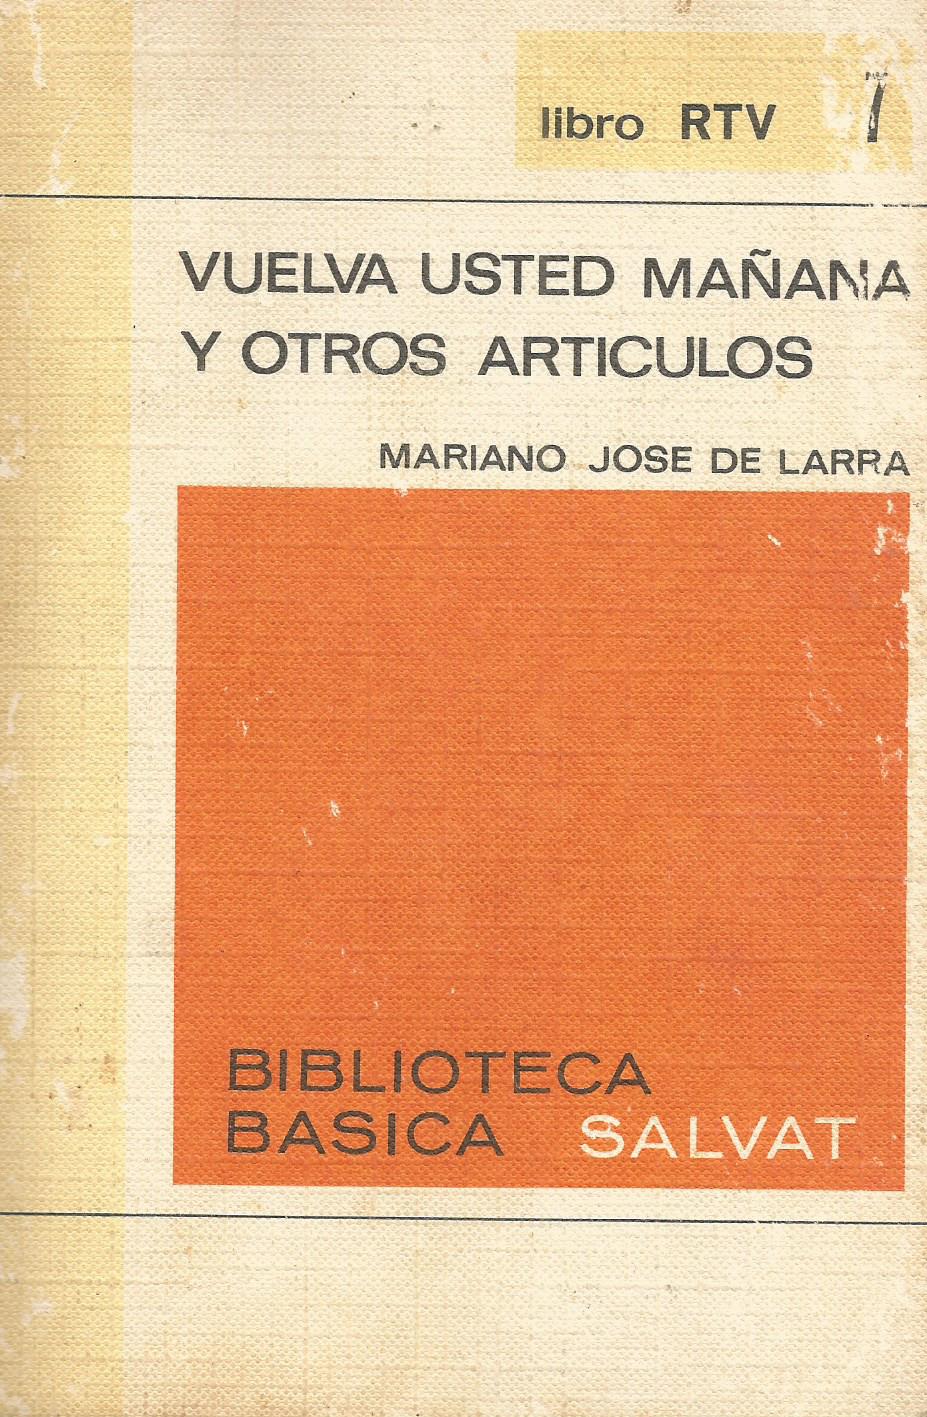 libro RTV 7
VUELVA USTED MAÑANA
Y OTROS ARTICULOS
MARIANO JOSE DE LARRA
BIBLIOTECA
BASICA SALVAT